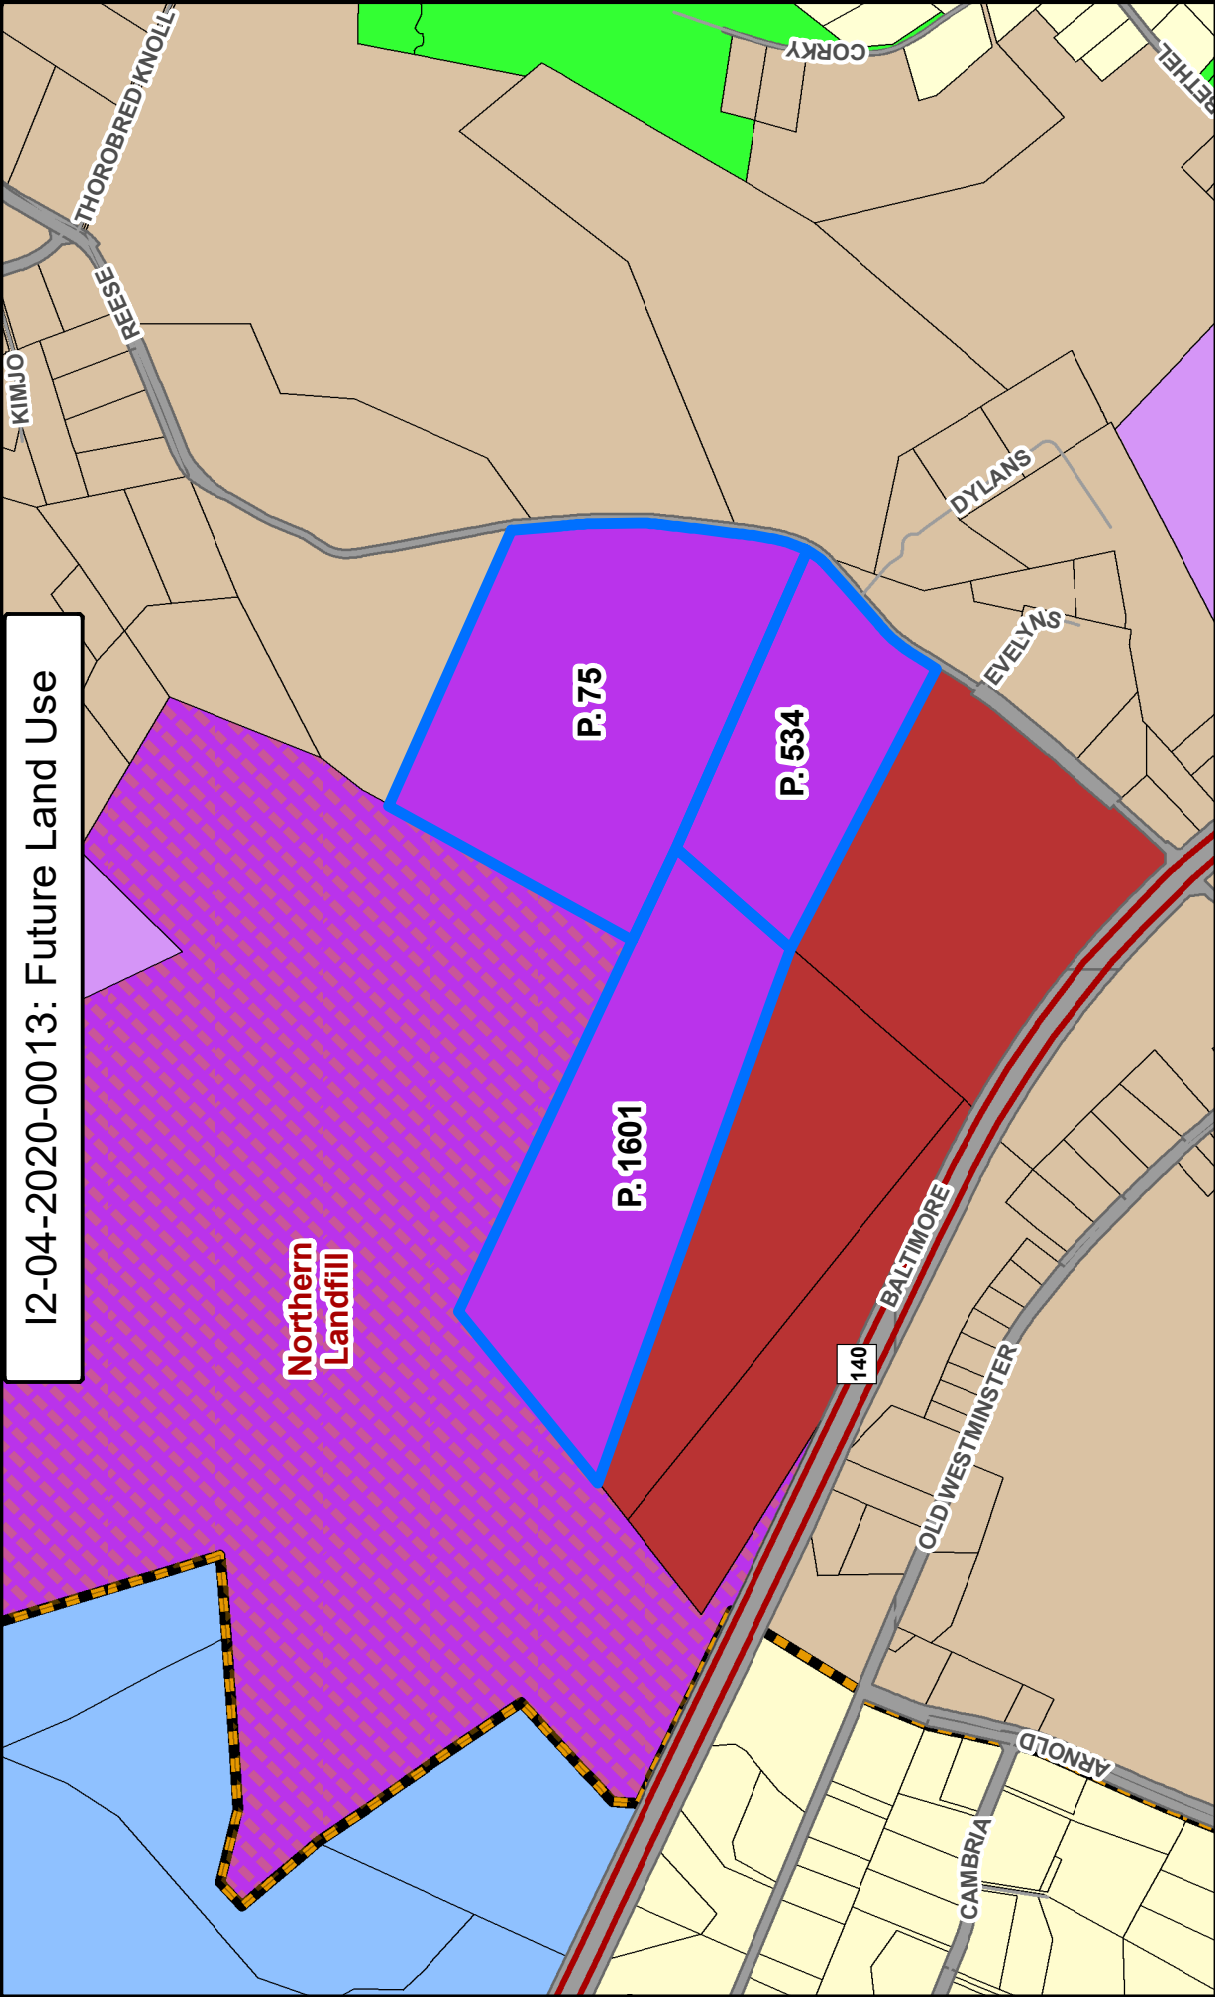 I2-04-2020-0013: Future Land Use
Northern
Landfill
P. 75
P. 534
P. 1601
THOROBRED KNOLL
REESE
KIMJO
CORKY
BETHEL
DYLANS
EVELYNS
BALTIMORE
140
OLD WESTMINSTER
ARNOLD
CAMBRIA